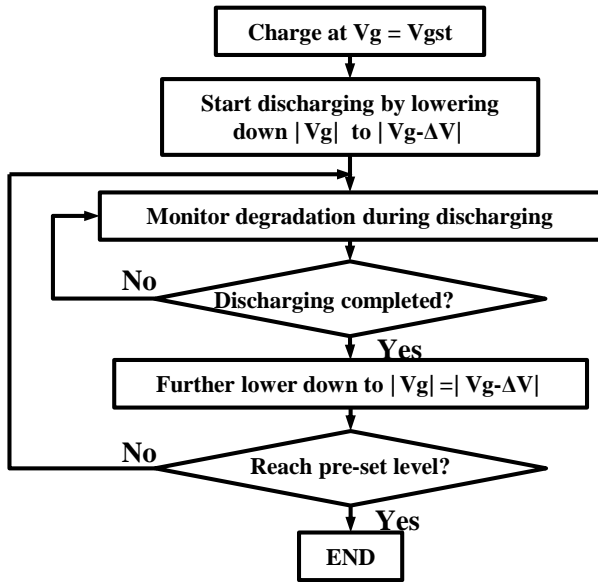 Charge at Vg = Vgst
Start discharging by lowering
down |Vg| to |Vg-ΔV|
Monitor degradation during discharging
No
Discharging completed?
Yes
Further lower down to |Vg| =| Vg-ΔV|
No
Reach pre-set level?
Yes
END